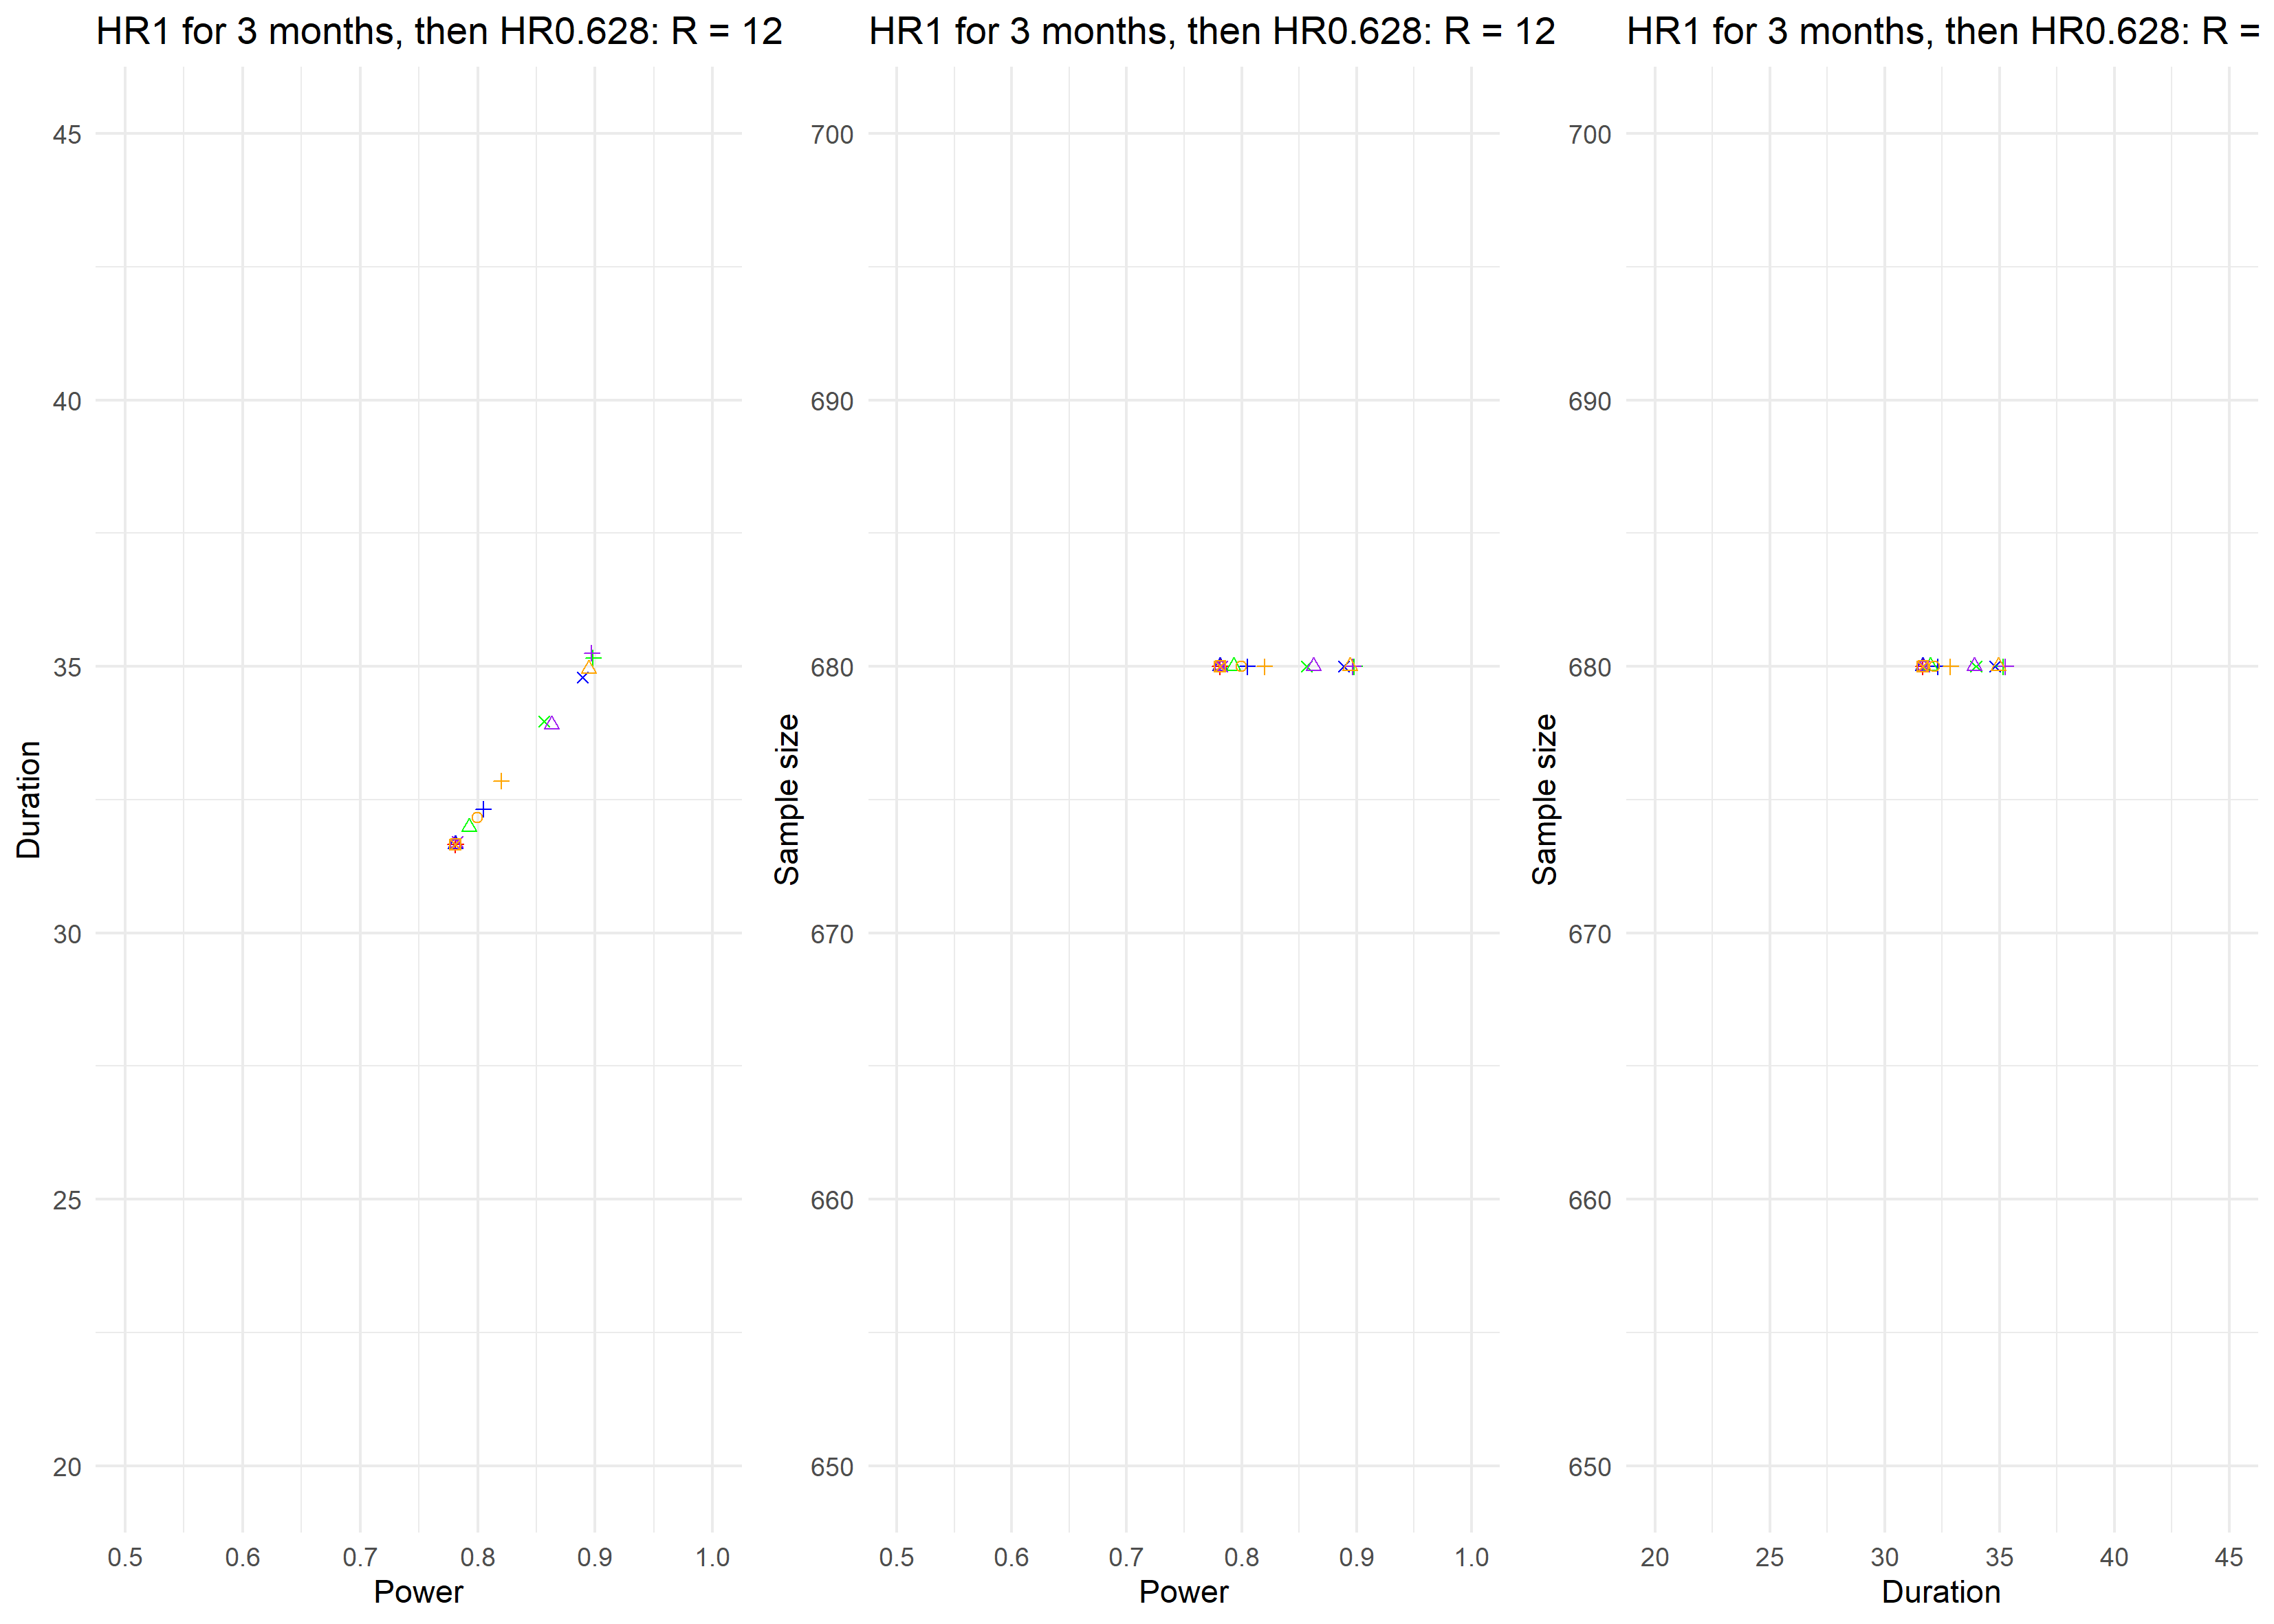 HR1 for 3 months, then HR0.628: R = 12
45
40
35
30
25
20
Duration
0.5 0.6 0.7 0.8 0.9 1.0
Power
HR1 for 3 months, then HR0.628: R = 12
700
690
680
670
660
650
Sample size
0.5 0.6 0.7 0.8 0.9 1.0
Power
HR1 for 3 months, then HR0.628: R =
700
690
680
670
660
650
Sample size
20 25 30 35 40 45
Duration